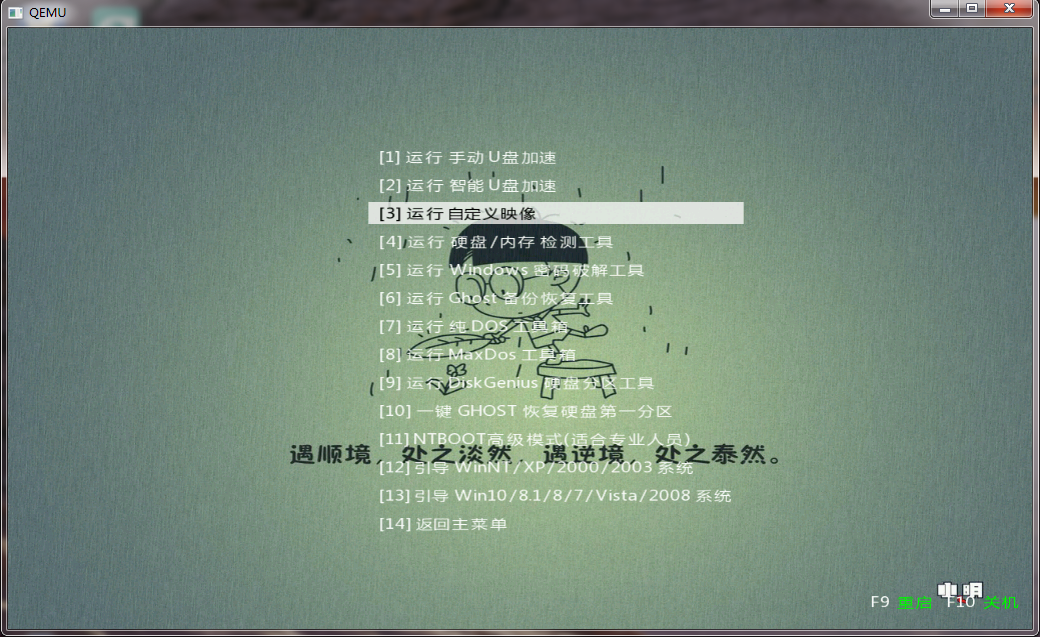 QEMU
[1] 运行 手动 U盘加速
[2] 运行 智能 U盘加速
[3] 运行 自定义映像
[4] 运行 硬盘/内存 检测工具
[5] 运行 Windows 密码破解工具
[6] 运行 Ghost 备份恢复工具
[7] 运行 纯 DOS 工具箱
[8] 运行 MaxDos 工具箱
[9] 运行 DiskGenius 硬盘分区工具
[10] 一键 GHOST 恢复硬盘第一分区
[11] NTBOOT高级模式(适合专业人员)
遇顺境，处之淡然，遇逆境，处之泰然。
[12] 引导 WinNT/XP/2000/2003 系统
[13] 引导 Win10/8.1/8/7/Vista/2008 系统
[14] 返回主菜单
小明
F9 重启 F10 关机